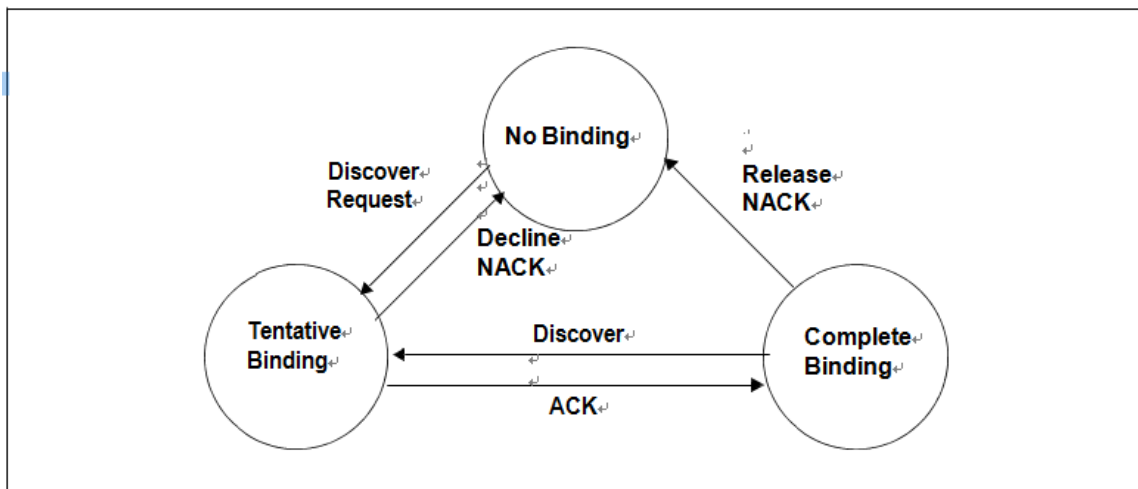 No Binding
Discover
Request
Release
NACK
Decline
NACK
Tentative
Binding
Discover
Complete
Binding
ACK